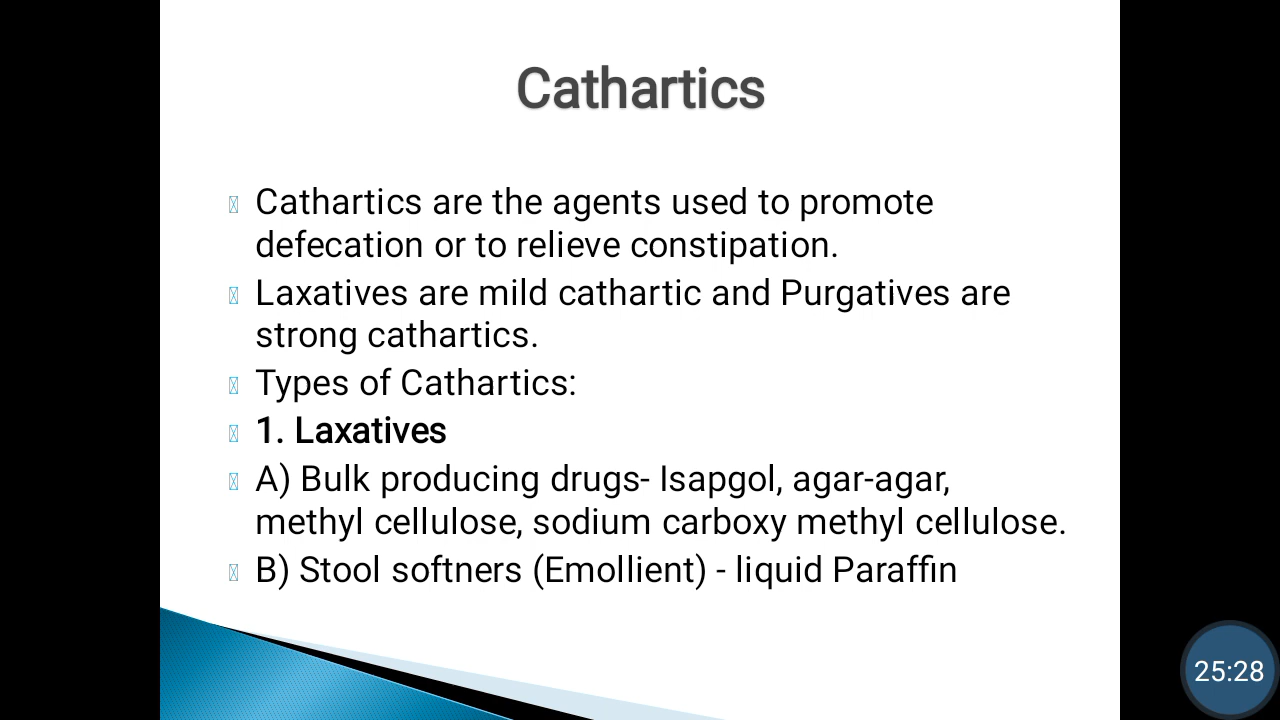 Cathartics
Cathartics are the agents used to promote
defecation or to relieve constipation.
Laxatives are mild cathartic and Purgatives are
strong cathartics.
Types of Cathartics:
1. Laxatives
A) Bulk producing drugs- Isapgol, agar-agar,
methyl cellulose, sodium carboxy methyl cellulose.
B) Stool softners (Emollient) - liquid Paraffin
25:28